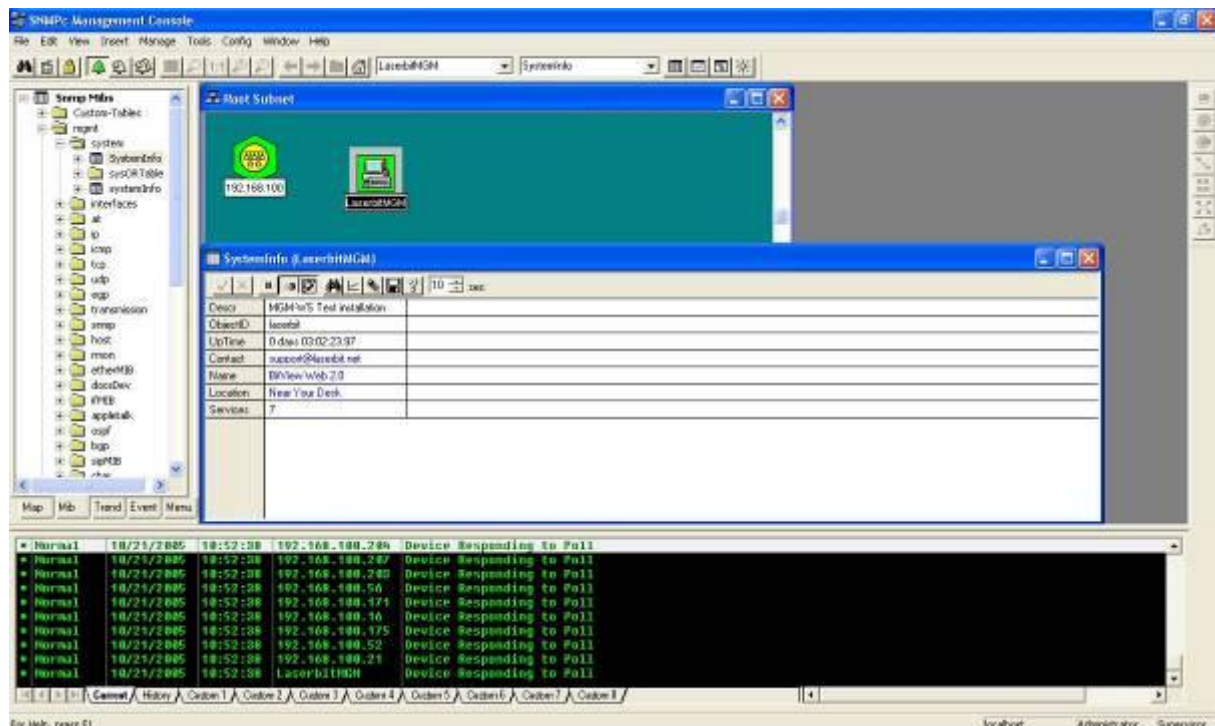 SNMPc Management Console
File Edit View Insert Manage Tools Config Window Help
LaserbitMGM SystemInfo
Snmp Mibs
Custom-Tables
mgmt
system
SystemInfo
sysORTable
systemInfo
interfaces
at
ip
icmp
tcp
udp
egp
transmission
snmp
host
rmon
etherMIB
docsDev
ifMIB
appletalk
ospf
bgp
sipMIB
char
Map Mib Trend Event Menu
Root Subnet
192.168.100
LaserbitMGM
SystemInfo (LaserbitMGM)
10 sec
Descr MGM-WS Test installation
ObjectID laserbit
UpTime 0 days 03:02:23.97
Contact support@laserbit.net
Name BitView Web 2.0
Location Near Your Desk
Services 7
Normal 10/21/2005 10:52:38 192.168.100.204 Device Responding to Poll
Normal 10/21/2005 10:52:38 192.168.100.207 Device Responding to Poll
Normal 10/21/2005 10:52:38 192.168.100.203 Device Responding to Poll
Normal 10/21/2005 10:52:38 192.168.100.56 Device Responding to Poll
Normal 10/21/2005 10:52:38 192.168.100.171 Device Responding to Poll
Normal 10/21/2005 10:52:38 192.168.100.16 Device Responding to Poll
Normal 10/21/2005 10:52:38 192.168.100.175 Device Responding to Poll
Normal 10/21/2005 10:52:38 192.168.100.52 Device Responding to Poll
Normal 10/21/2005 10:52:38 192.168.100.21 Device Responding to Poll
Normal 10/21/2005 10:52:38 LaserbitMGM Device Responding to Poll
Current History Custom 1 Custom 2 Custom 3 Custom 4 Custom 5 Custom 6 Custom 7 Custom 8
For Help, press F1 localhost Administrator Supervisor